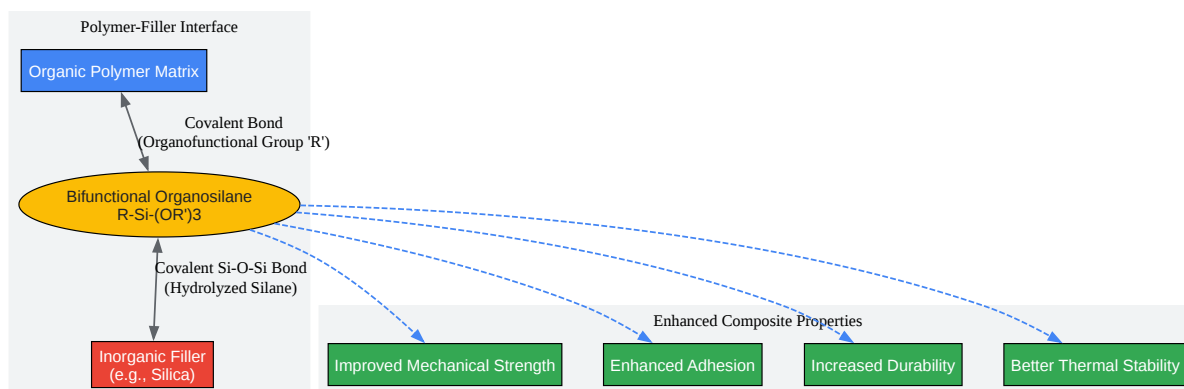 Polymer-Filler Interface
Organic Polymer Matrix
Covalent Bond
(Organofunctional Group 'R')
Bifunctional Organosilane
R-Si-(OR')3
Covalent Si-O-Si Bond
(Hydrolyzed Silane)
Inorganic Filler
(e.g., Silica)
Enhanced Composite Properties
Improved Mechanical Strength
Enhanced Adhesion
Increased Durability
Better Thermal Stability